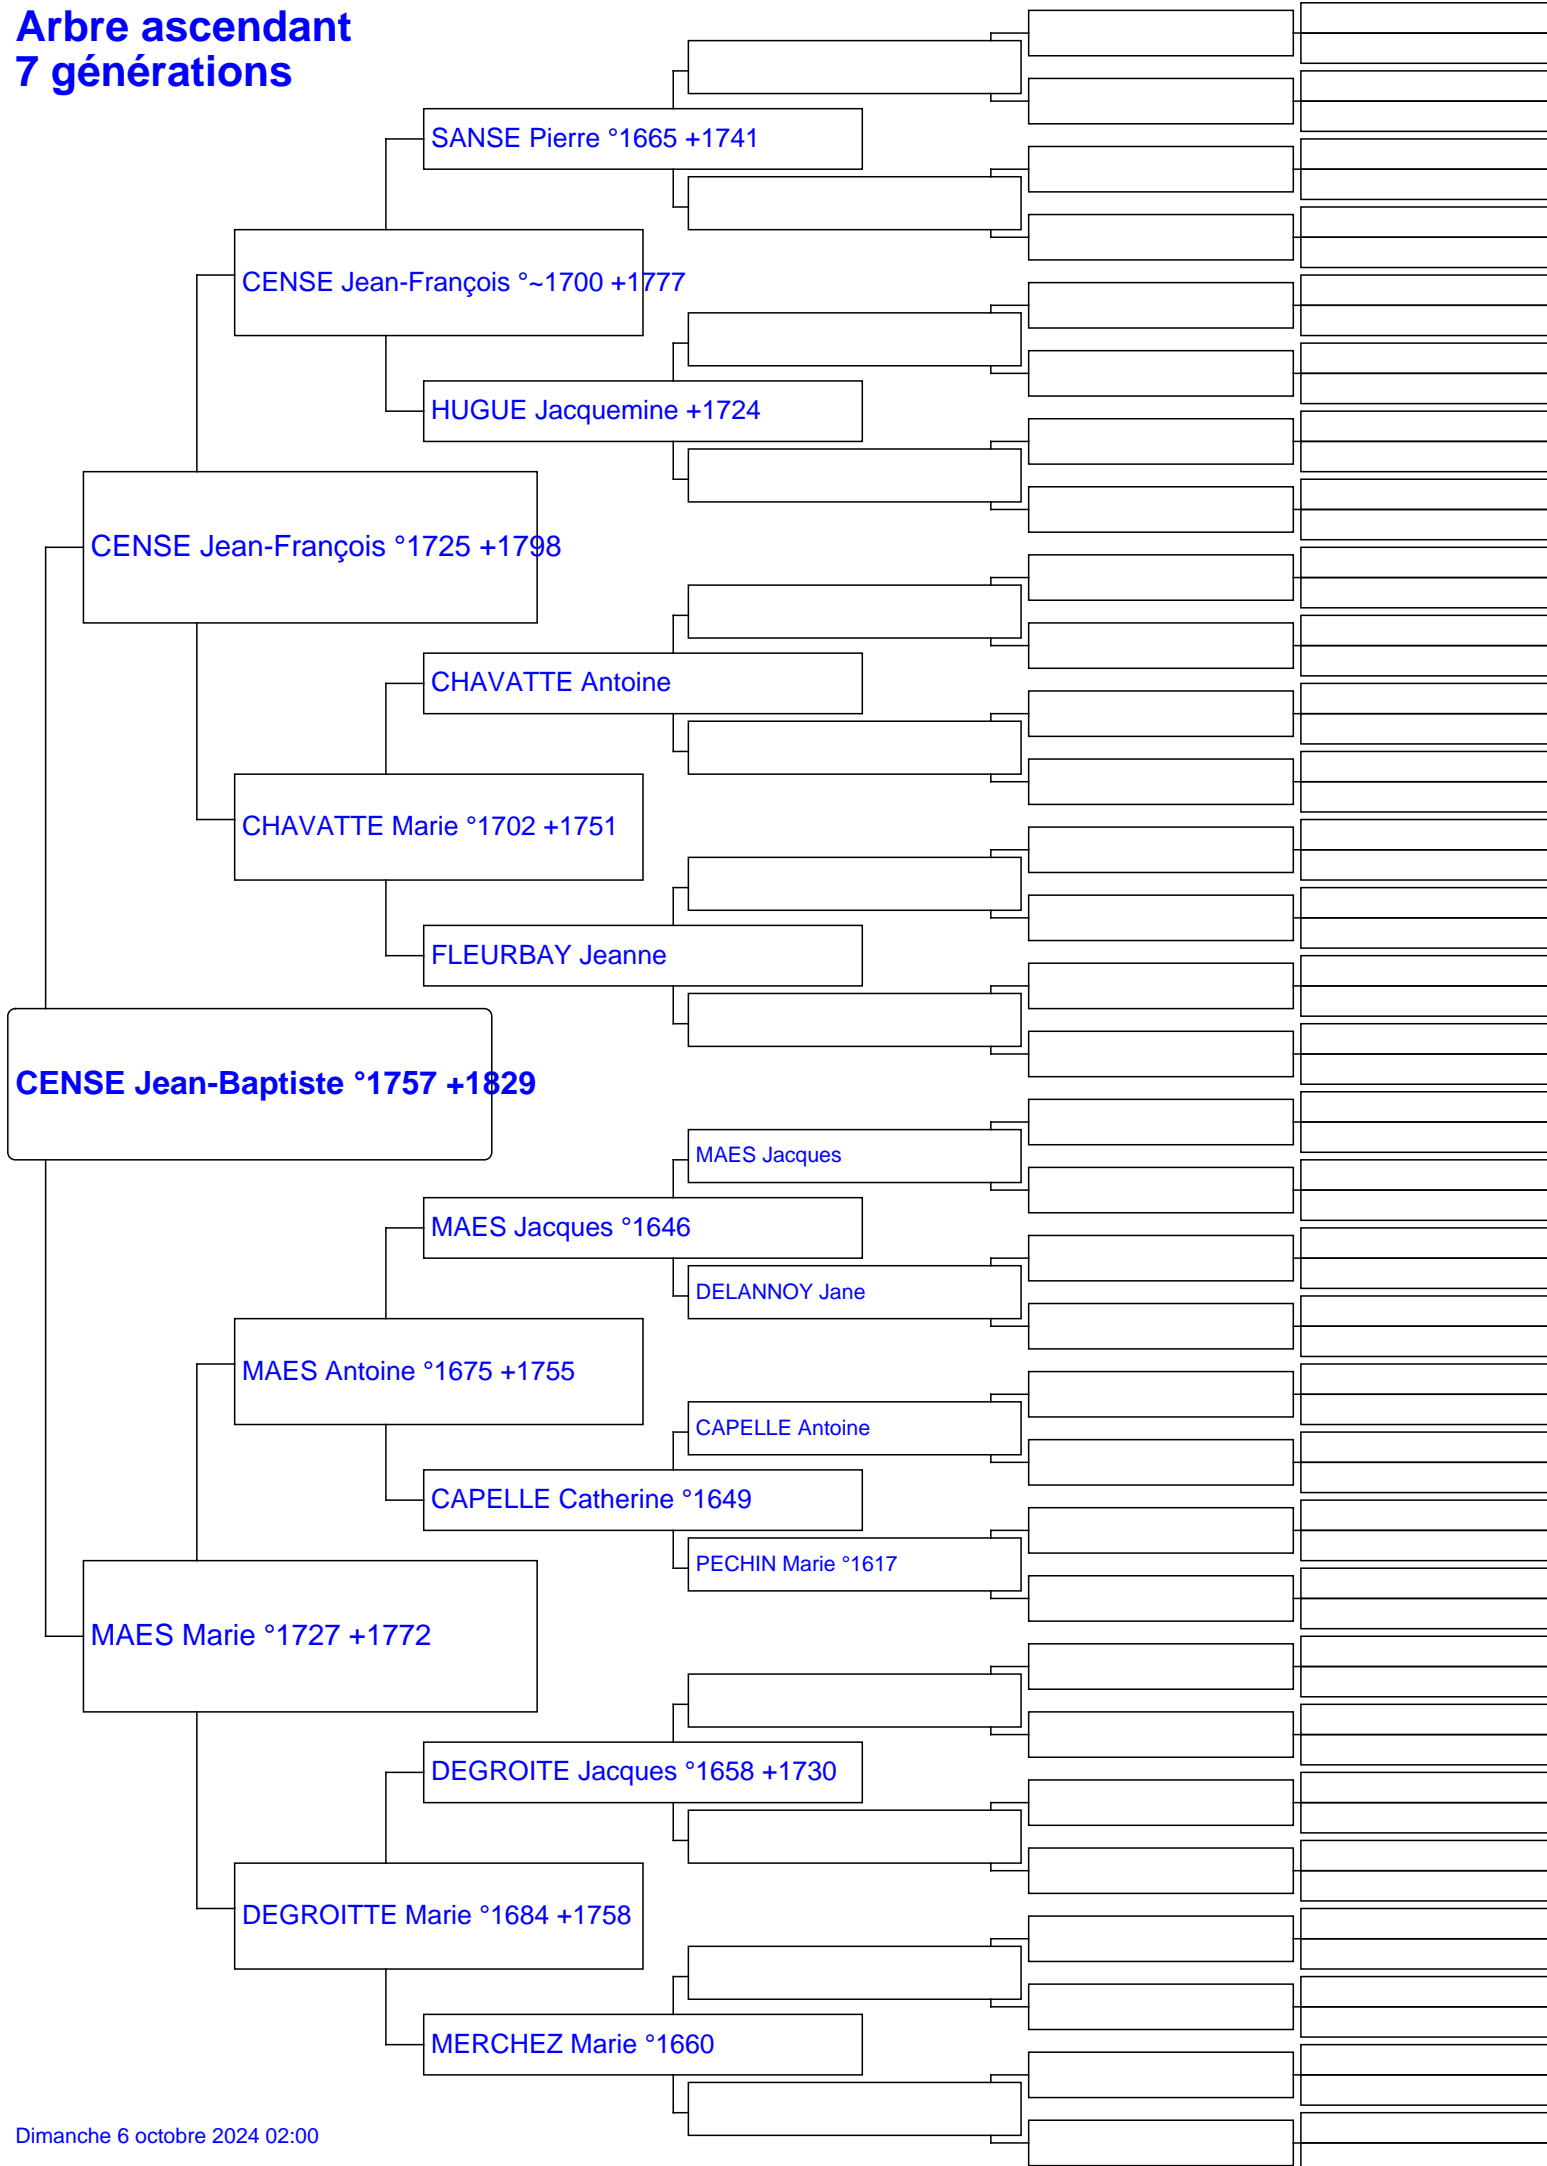 Arbre ascendant
7 générations
SANSE Pierre °1665 +1741
CENSE Jean-François °~1700 +1777
HUGUE Jacquemine +1724
CENSE Jean-François °1725 +1798
CHAVATTE Antoine
CHAVATTE Marie °1702 +1751
FLEURBAY Jeanne
CENSE Jean-Baptiste °1757 +1829
MAES Jacques
MAES Jacques °1646
DELANNOY Jane
MAES Antoine °1675 +1755
CAPELLE Antoine
CAPELLE Catherine °1649
PECHIN Marie °1617
MAES Marie °1727 +1772
DEGROITE Jacques °1658 +1730
DEGROITTE Marie °1684 +1758
MERCHEZ Marie °1660
Dimanche 6 octobre 2024 02:00